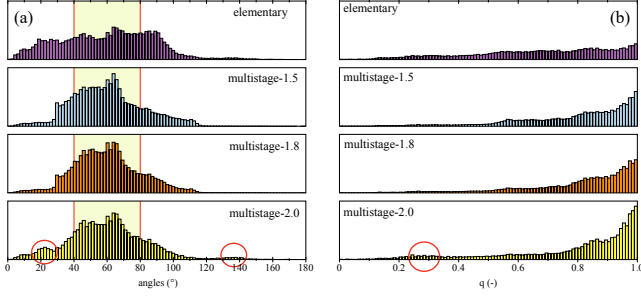 (a)
elementary
multistage-1.5
multistage-1.8
multistage-2.0
0 20 40 60 80 100 120 140 160 180
angles (°)
elementary
(b)
multistage-1.5
multistage-1.8
multistage-2.0
0 0.2 0.4 0.6 0.8 1.0
q (-)